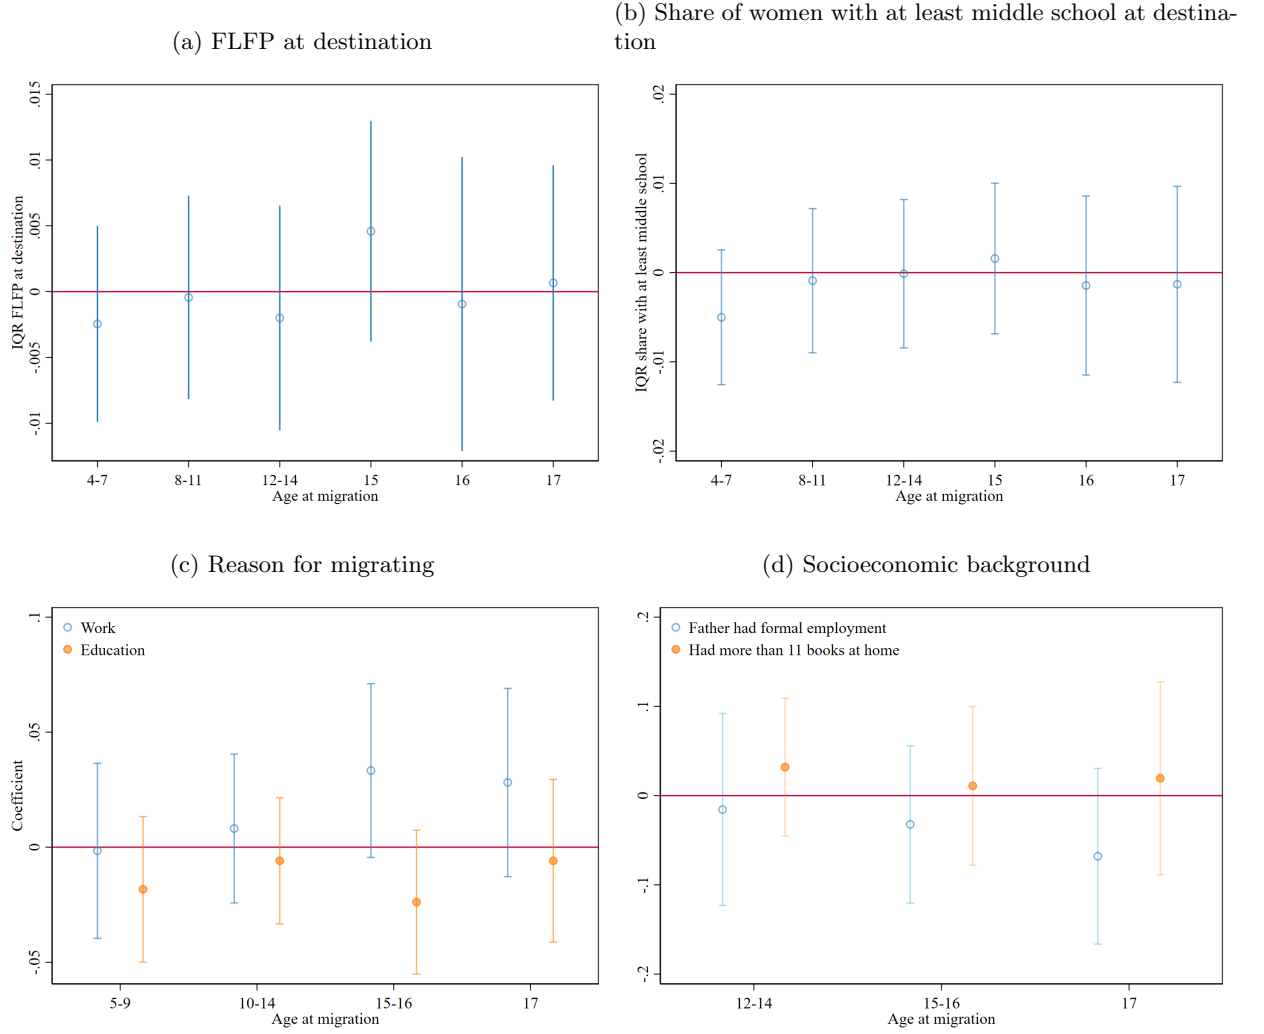 (a) FLFP at destination
(b) Share of women with at least middle school at destina-
tion
IQR FLFP at destination
.015
.01
.005
0
-.005
-.01
4-7 8-11 12-14 15 16 17
Age at migration
IQR share with at least middle school
.02
.01
0
-.01
-.02
4-7 8-11 12-14 15 16 17
Age at migration
(c) Reason for migrating
Work
Education
Coefficient
.1
.05
0
-.05
5-9 10-14 15-16 17
Age at migration
(d) Socioeconomic background
Father had formal employment
Had more than 11 books at home
.2
.1
0
-.1
-.2
12-14 15-16 17
Age at migration